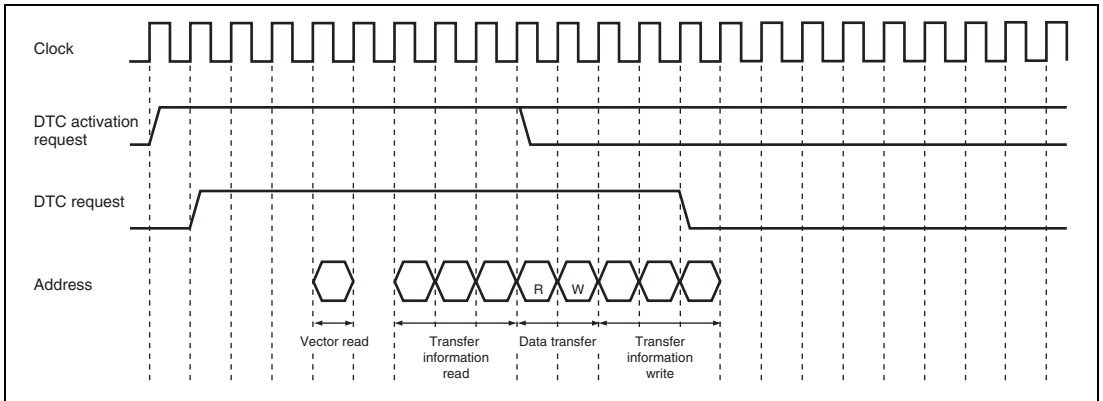 Clock
DTC activation
request
DTC request
Address
R
W
Vector read
Transfer
information
read
Data transfer
Transfer
information
write